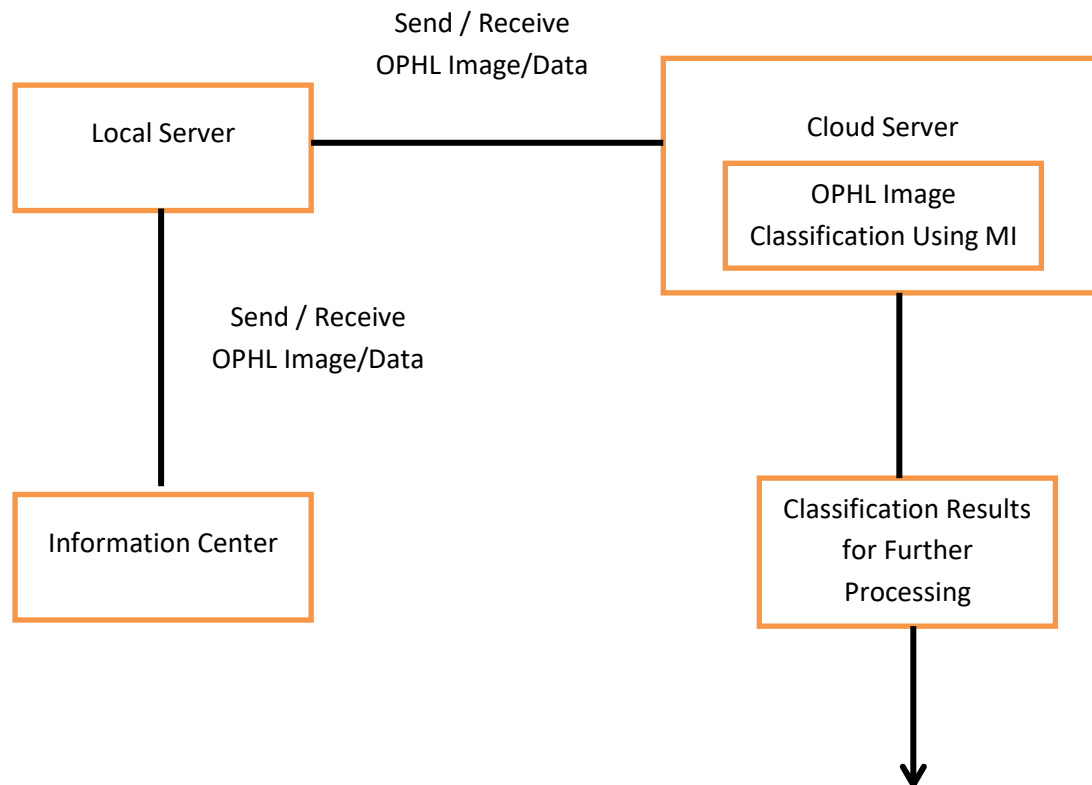 Send / Receive
OPHL Image/Data
Local Server
Cloud Server
OPHL Image
Classification Using MI
Send / Receive
OPHL Image/Data
Information Center
Classification Results
for Further
Processing